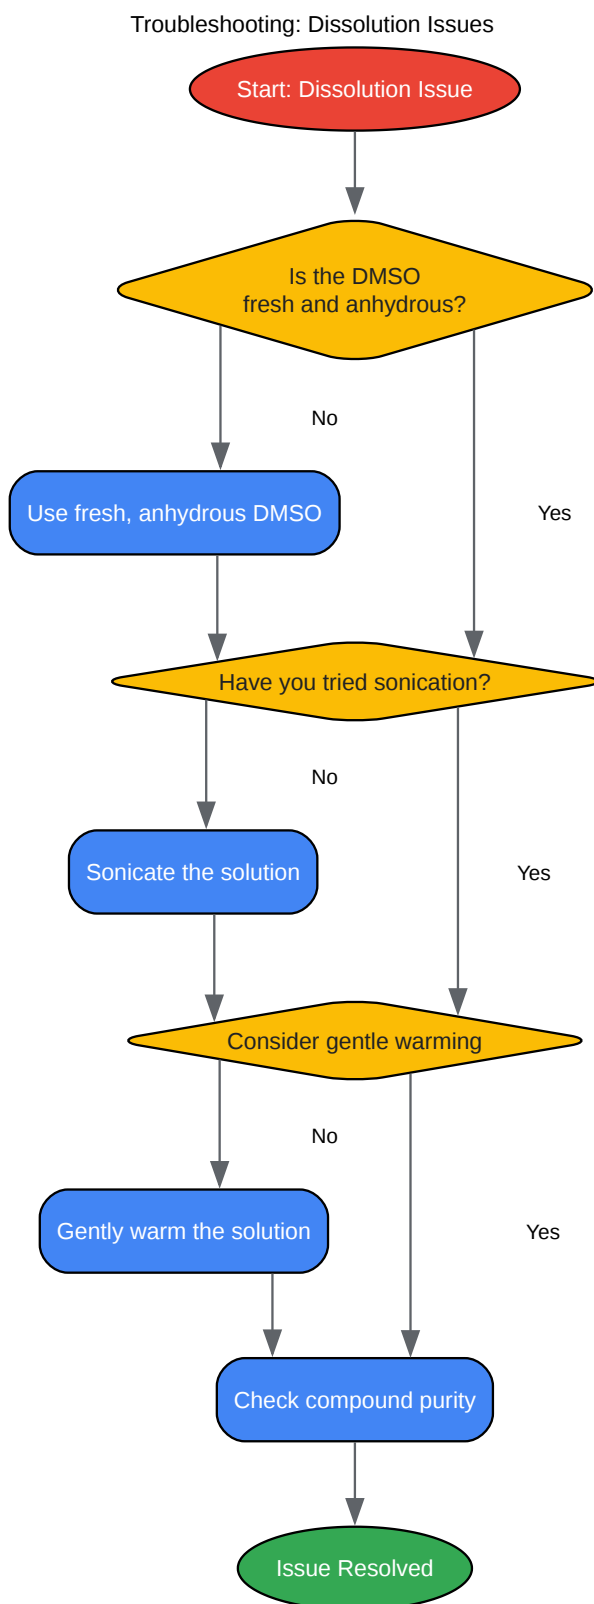 Troubleshooting: Dissolution Issues
Start: Dissolution Issue
Is the DMSO
fresh and anhydrous?
No
Use fresh, anhydrous DMSO
Yes
Have you tried sonication?
No
Sonicate the solution
Yes
Consider gentle warming
No
Gently warm the solution
Yes
Check compound purity
Issue Resolved